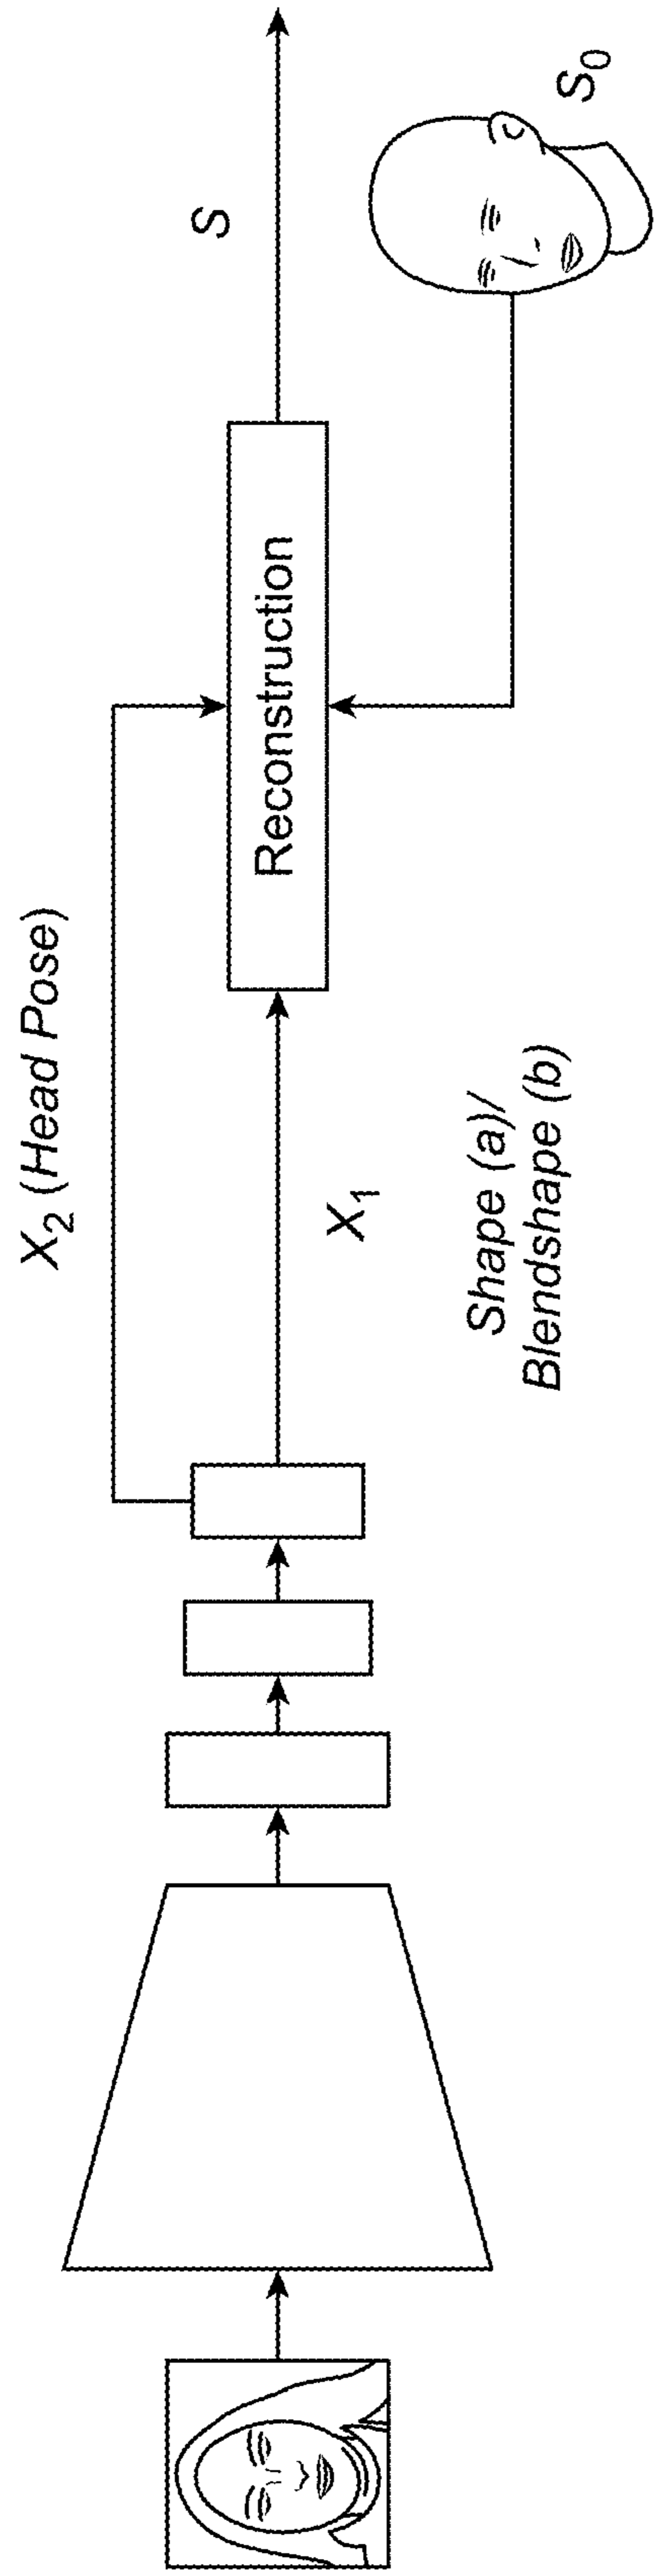 X₂ (Head Pose)
X₁
Shape (a)/
Blendshape (b)
Reconstruction
S
S₀